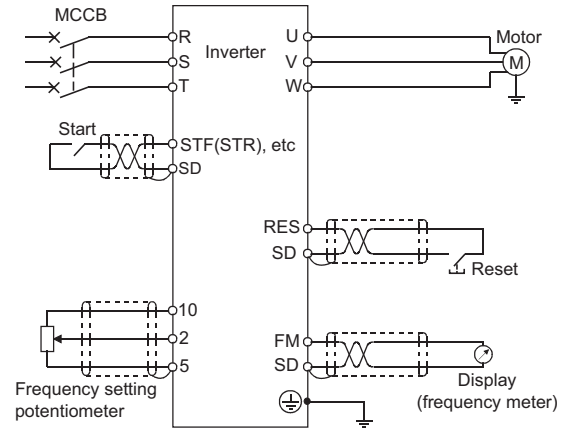 MCCB
R
S
T
Inverter
U
V
W
Motor
M
Start
STF(STR), etc
SD
RES
SD
Reset
10
2
5
Frequency setting
potentiometer
FM
SD
Display
(frequency meter)